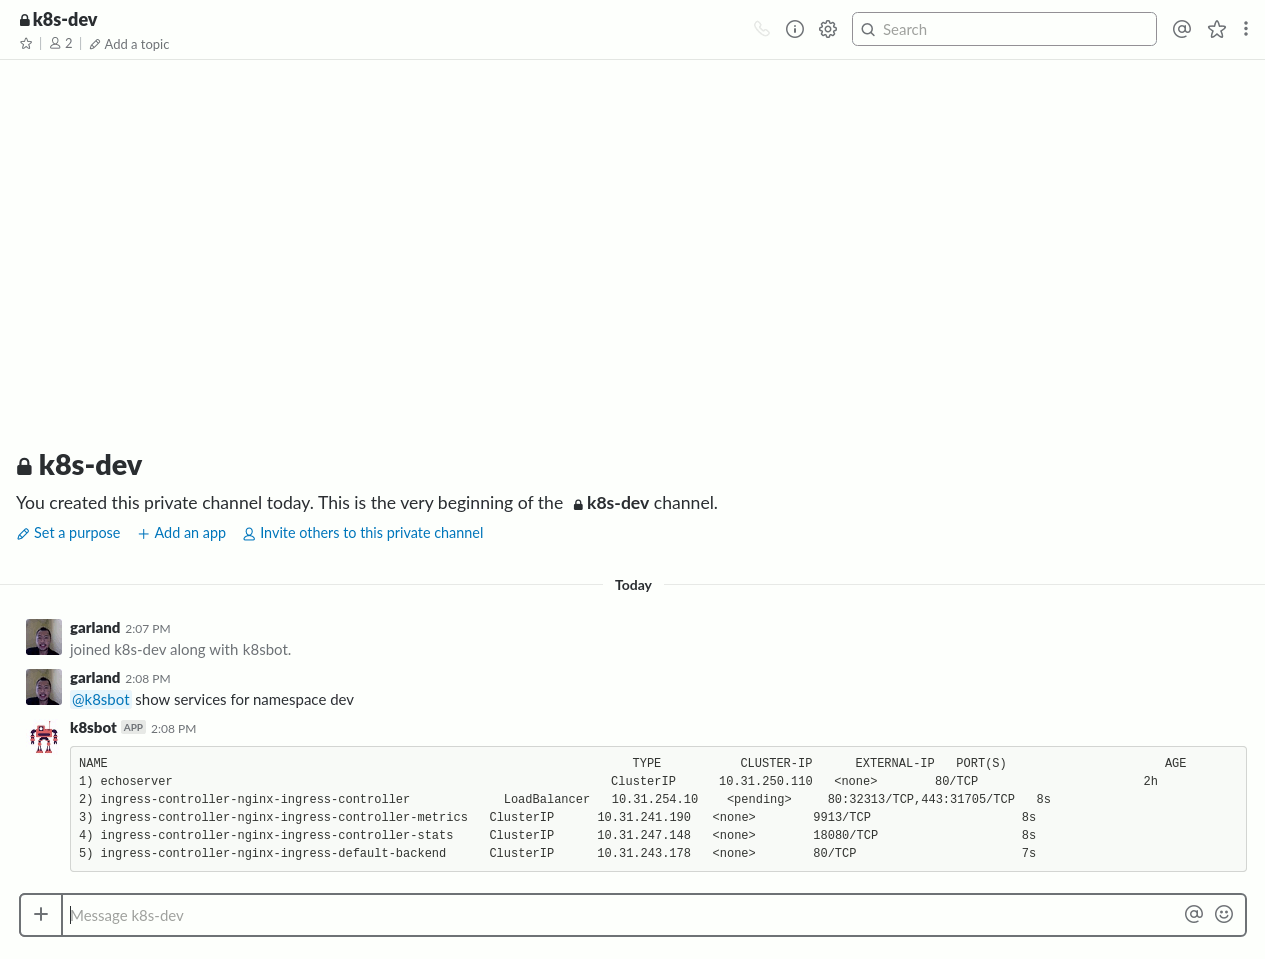 k8s-dev
2 Add a topic
Search
k8s-dev
You created this private channel today. This is the very beginning of the k8s-dev channel.
Set a purpose + Add an app Invite others to this private channel
Today
garland 2:07 PM
joined k8s-dev along with k8sbot.
garland 2:08 PM
@k8sbot show services for namespace dev
k8sbot APP 2:08 PM
NAME TYPE CLUSTER-IP EXTERNAL-IP PORT(S) AGE
1) echoserver ClusterIP 10.31.250.110 <none> 80/TCP 2h
2) ingress-controller-nginx-ingress-controller LoadBalancer 10.31.254.10 <pending> 80:32313/TCP,443:31705/TCP 8s
3) ingress-controller-nginx-ingress-controller-metrics ClusterIP 10.31.241.190 <none> 9913/TCP 8s
4) ingress-controller-nginx-ingress-controller-stats ClusterIP 10.31.247.148 <none> 18080/TCP 8s
5) ingress-controller-nginx-ingress-default-backend ClusterIP 10.31.243.178 <none> 80/TCP 7s
Message k8s-dev